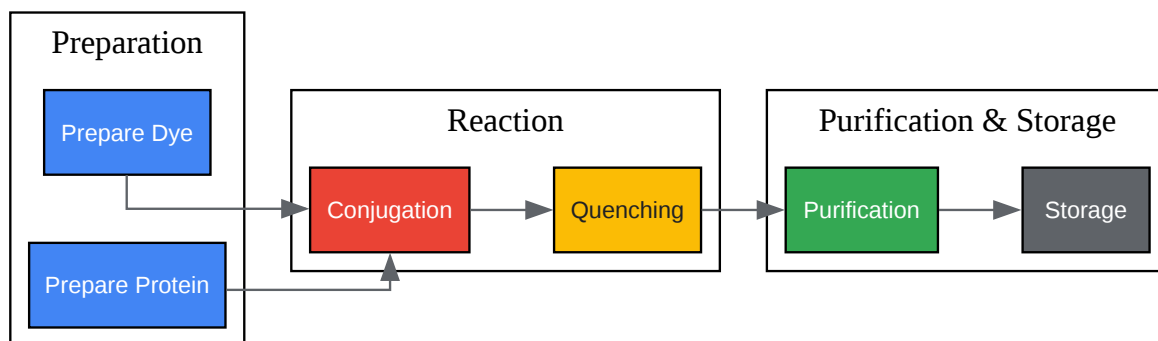 Preparation
Prepare Dye
Prepare Protein
Reaction
Conjugation
Quenching
Purification & Storage
Purification
Storage